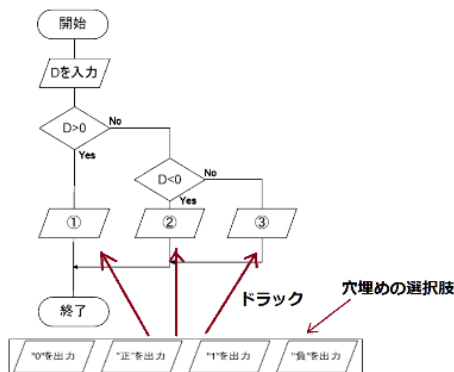 開始
Dを入力
D>0
No
Yes
D<0
No
Yes
①
②
③
ドラック
穴埋めの選択肢
終了
"0"を出力
"正"を出力
"1"を出力
"負"を出力